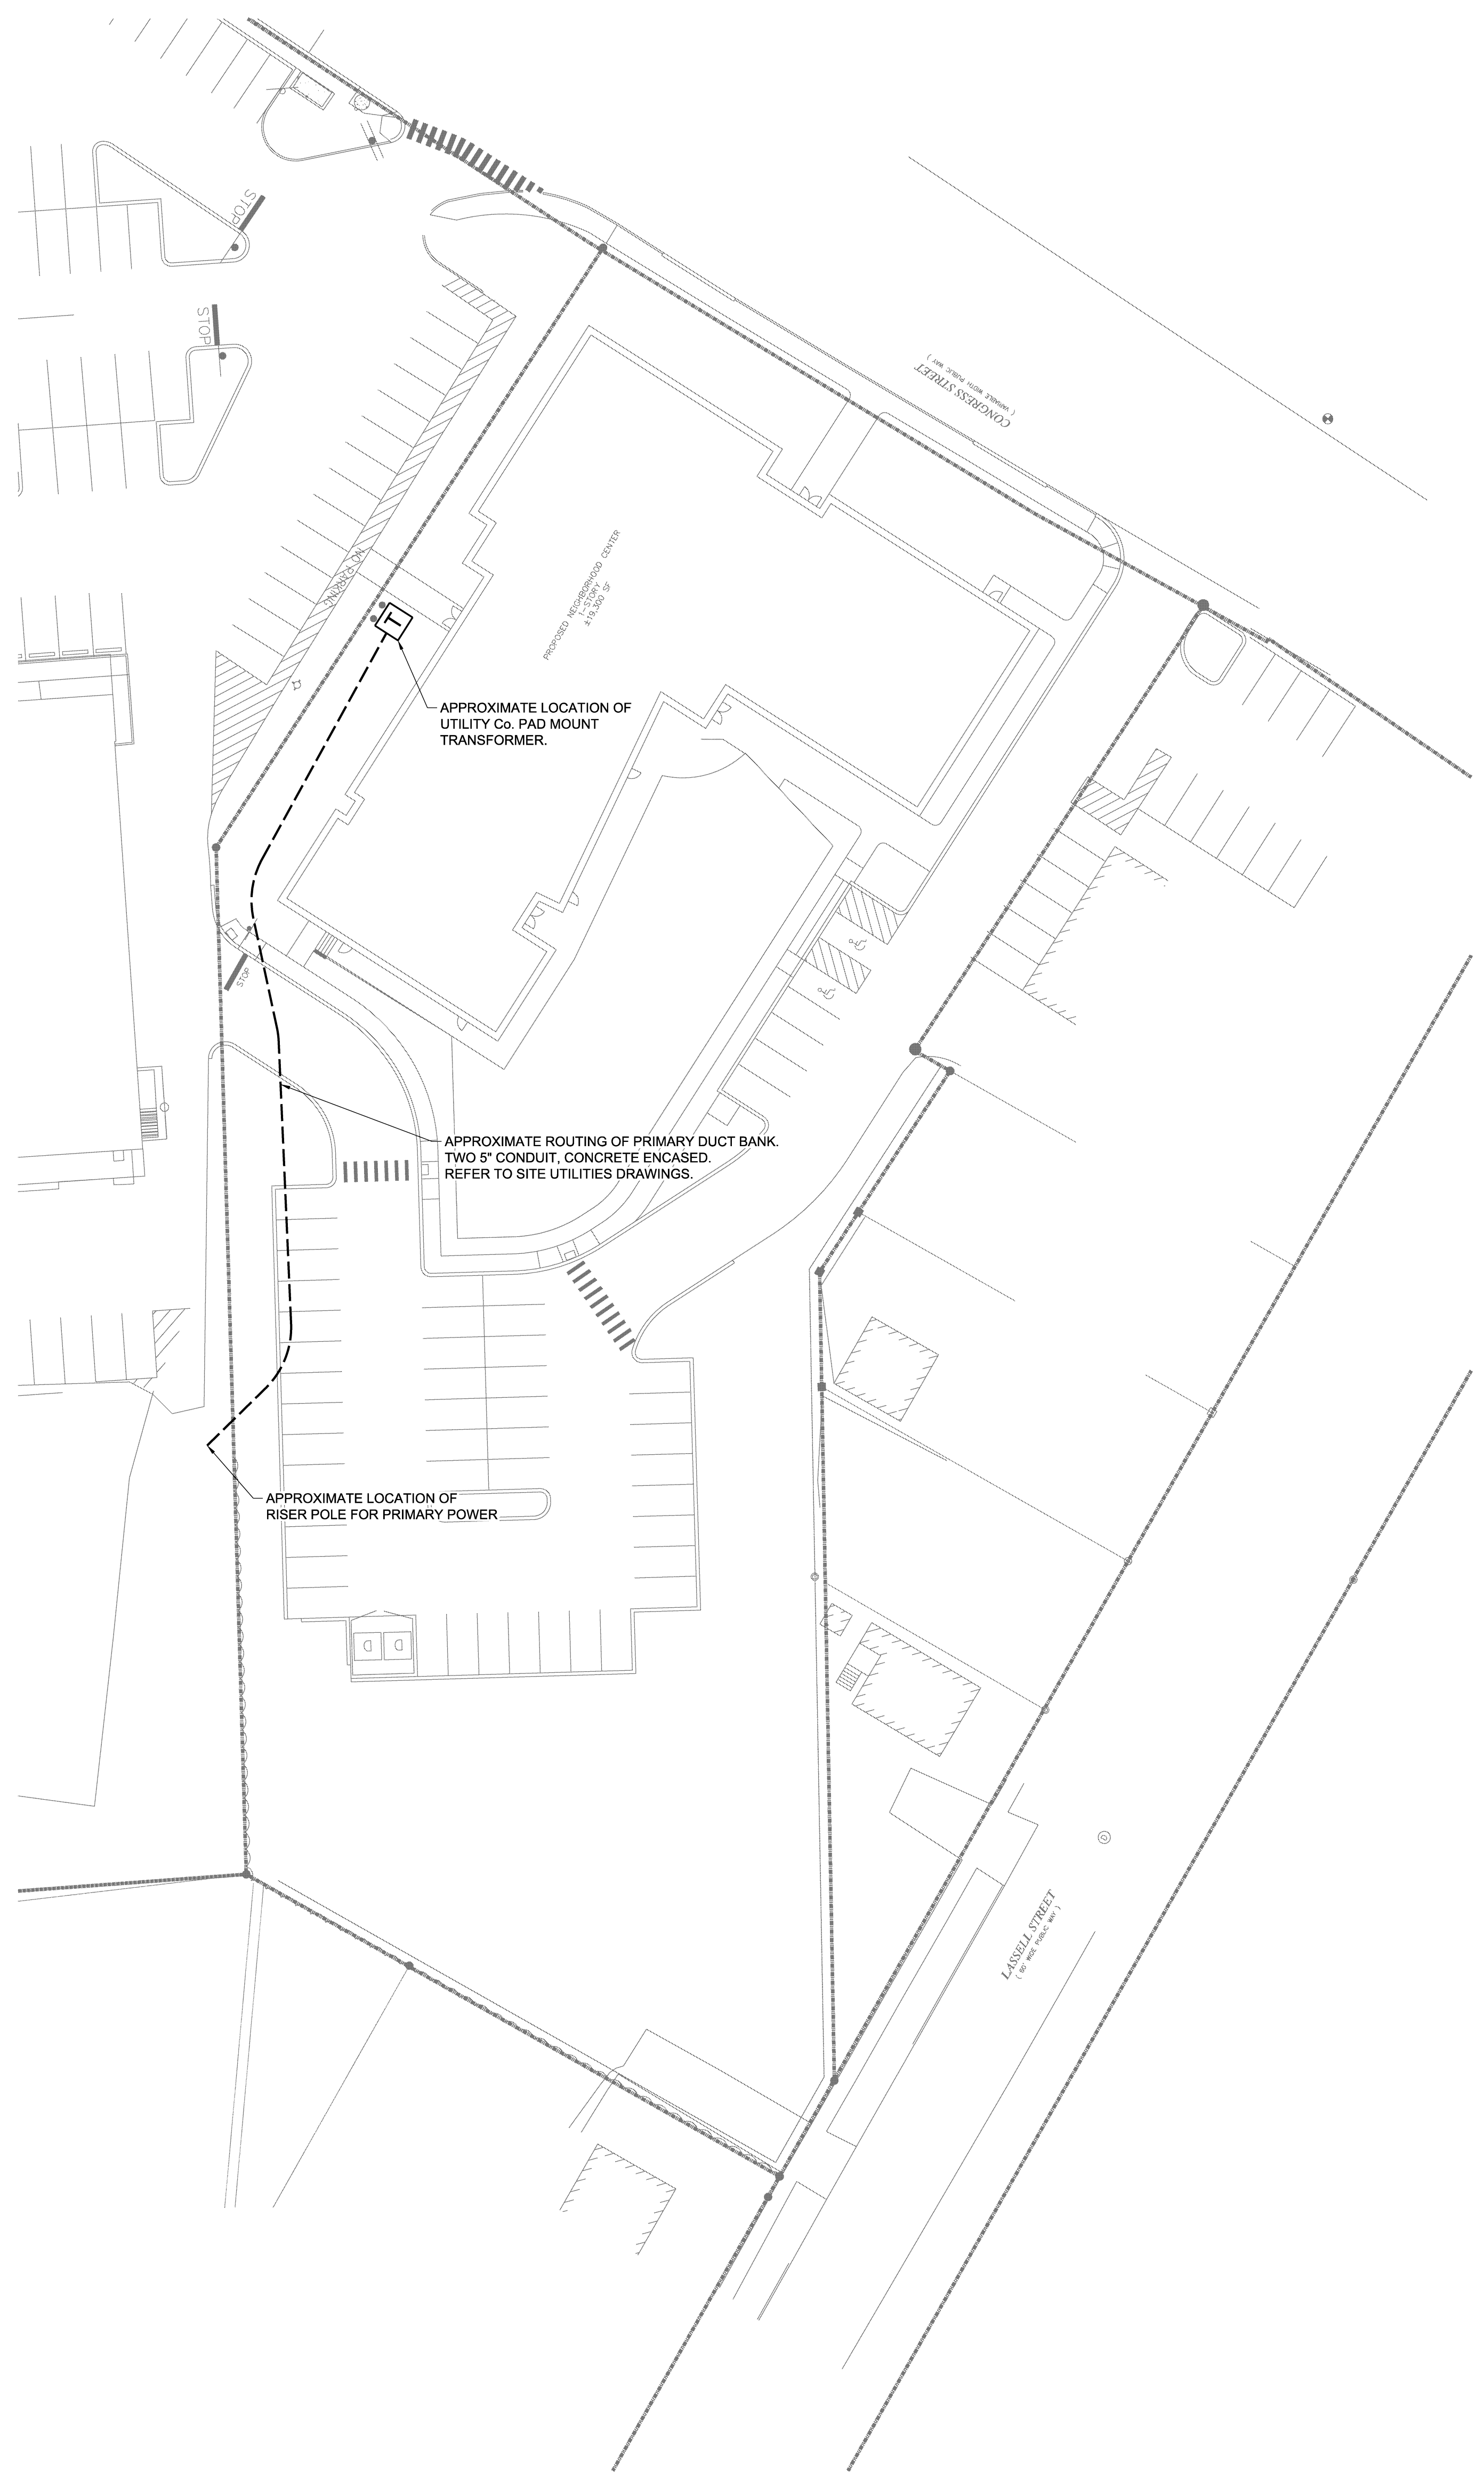 STOP
STOP
CONGRESS STREET
( VARIABLE WIDTH PUBLIC WAY )
NO PARKING
PROPOSED NEIGHBORHOOD CENTER
1-STORY
±19,300 SF
T
APPROXIMATE LOCATION OF
UTILITY Co. PAD MOUNT
TRANSFORMER.
STOP
APPROXIMATE ROUTING OF PRIMARY DUCT BANK.
TWO 5" CONDUIT, CONCRETE ENCASED.
REFER TO SITE UTILITIES DRAWINGS.
APPROXIMATE LOCATION OF
RISER POLE FOR PRIMARY POWER
D
LASSELL STREET
WIDE PUBLIC WAY )